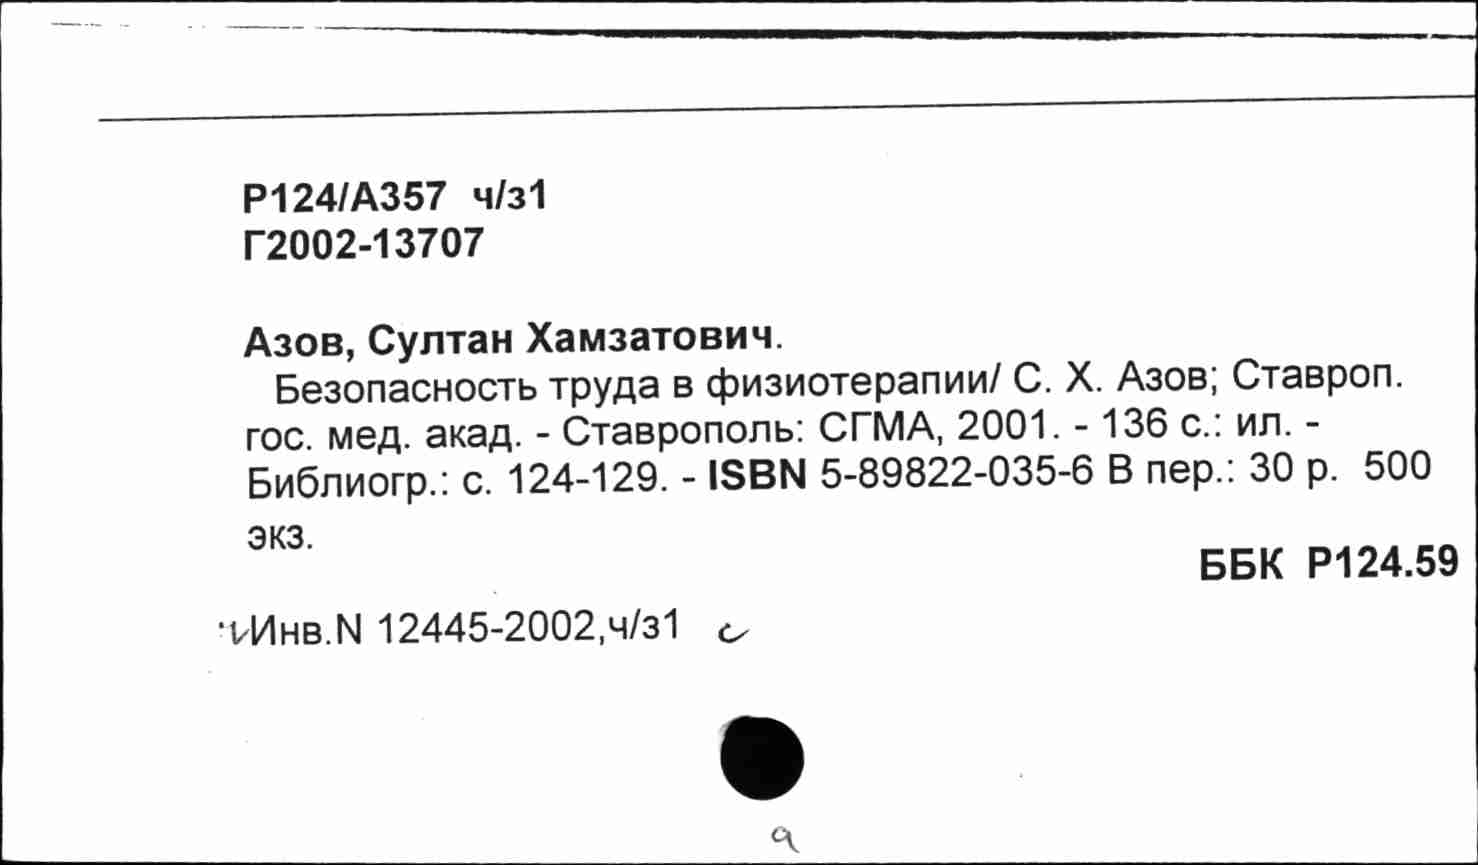 Р124/А357 ч/з1
Г2002-13707
Азов, Султан Хамзатович.
Безопасность труда в физиотерапии/ С. Х. Азов; Ставроп.
гос. мед. акад. - Ставрополь: СГМА, 2001. - 136 с.: ил. -
Библиогр.: с. 124-129. - ISBN 5-89822-035-6 В пер.: 30 р. 500
экз.
ББК Р124.59
Инв.N 12445-2002,ч/з1 с